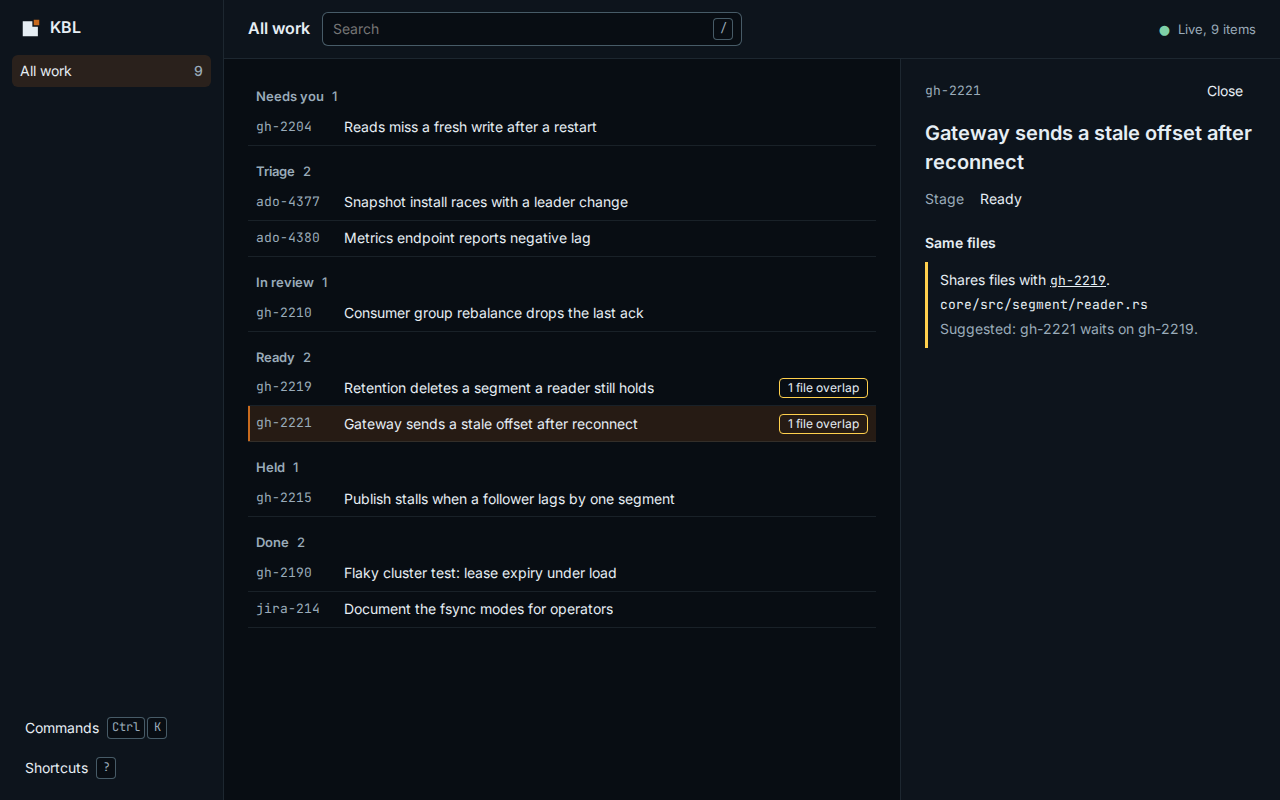 KBL
All work 9
Commands Ctrl K
Shortcuts ?
All work Search /
Live, 9 items
Needs you 1
gh-2204 Reads miss a fresh write after a restart
Triage 2
ado-4377 Snapshot install races with a leader change
ado-4380 Metrics endpoint reports negative lag
In review 1
gh-2210 Consumer group rebalance drops the last ack
Ready 2
gh-2219 Retention deletes a segment a reader still holds 1 file overlap
gh-2221 Gateway sends a stale offset after reconnect 1 file overlap
Held 1
gh-2215 Publish stalls when a follower lags by one segment
Done 2
gh-2190 Flaky cluster test: lease expiry under load
jira-214 Document the fsync modes for operators
gh-2221 Close
Gateway sends a stale offset after
reconnect
Stage Ready
Same files
Shares files with gh-2219.
core/src/segment/reader.rs
Suggested: gh-2221 waits on gh-2219.